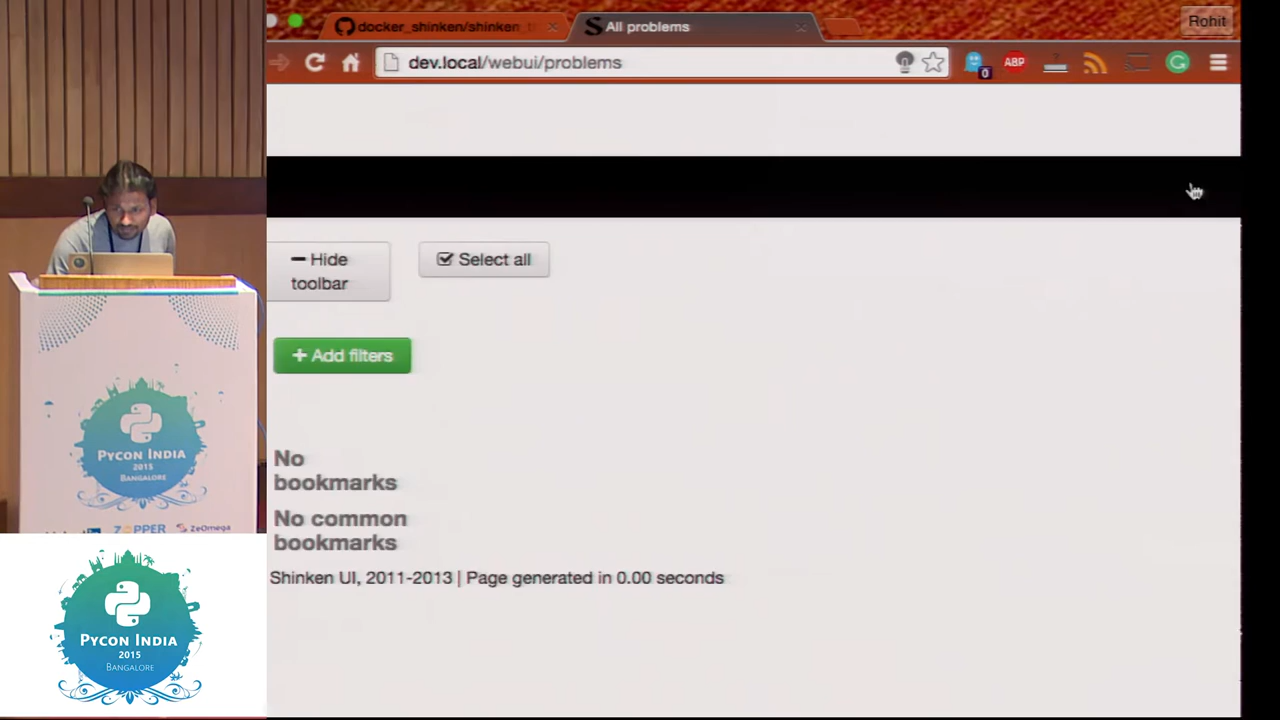 docker_shinken/shinken
All problems
Rohit
dev.local/webui/problems
ABP
0
Hide
toolbar
Select all
Add filters
No
bookmarks
No common
bookmarks
Shinken UI, 2011-2013 | Page generated in 0.00 seconds
PYCON INDIA
2015
BANGALORE
ZOPPER
ZeOmega
PYCON INDIA
2015
BANGALORE